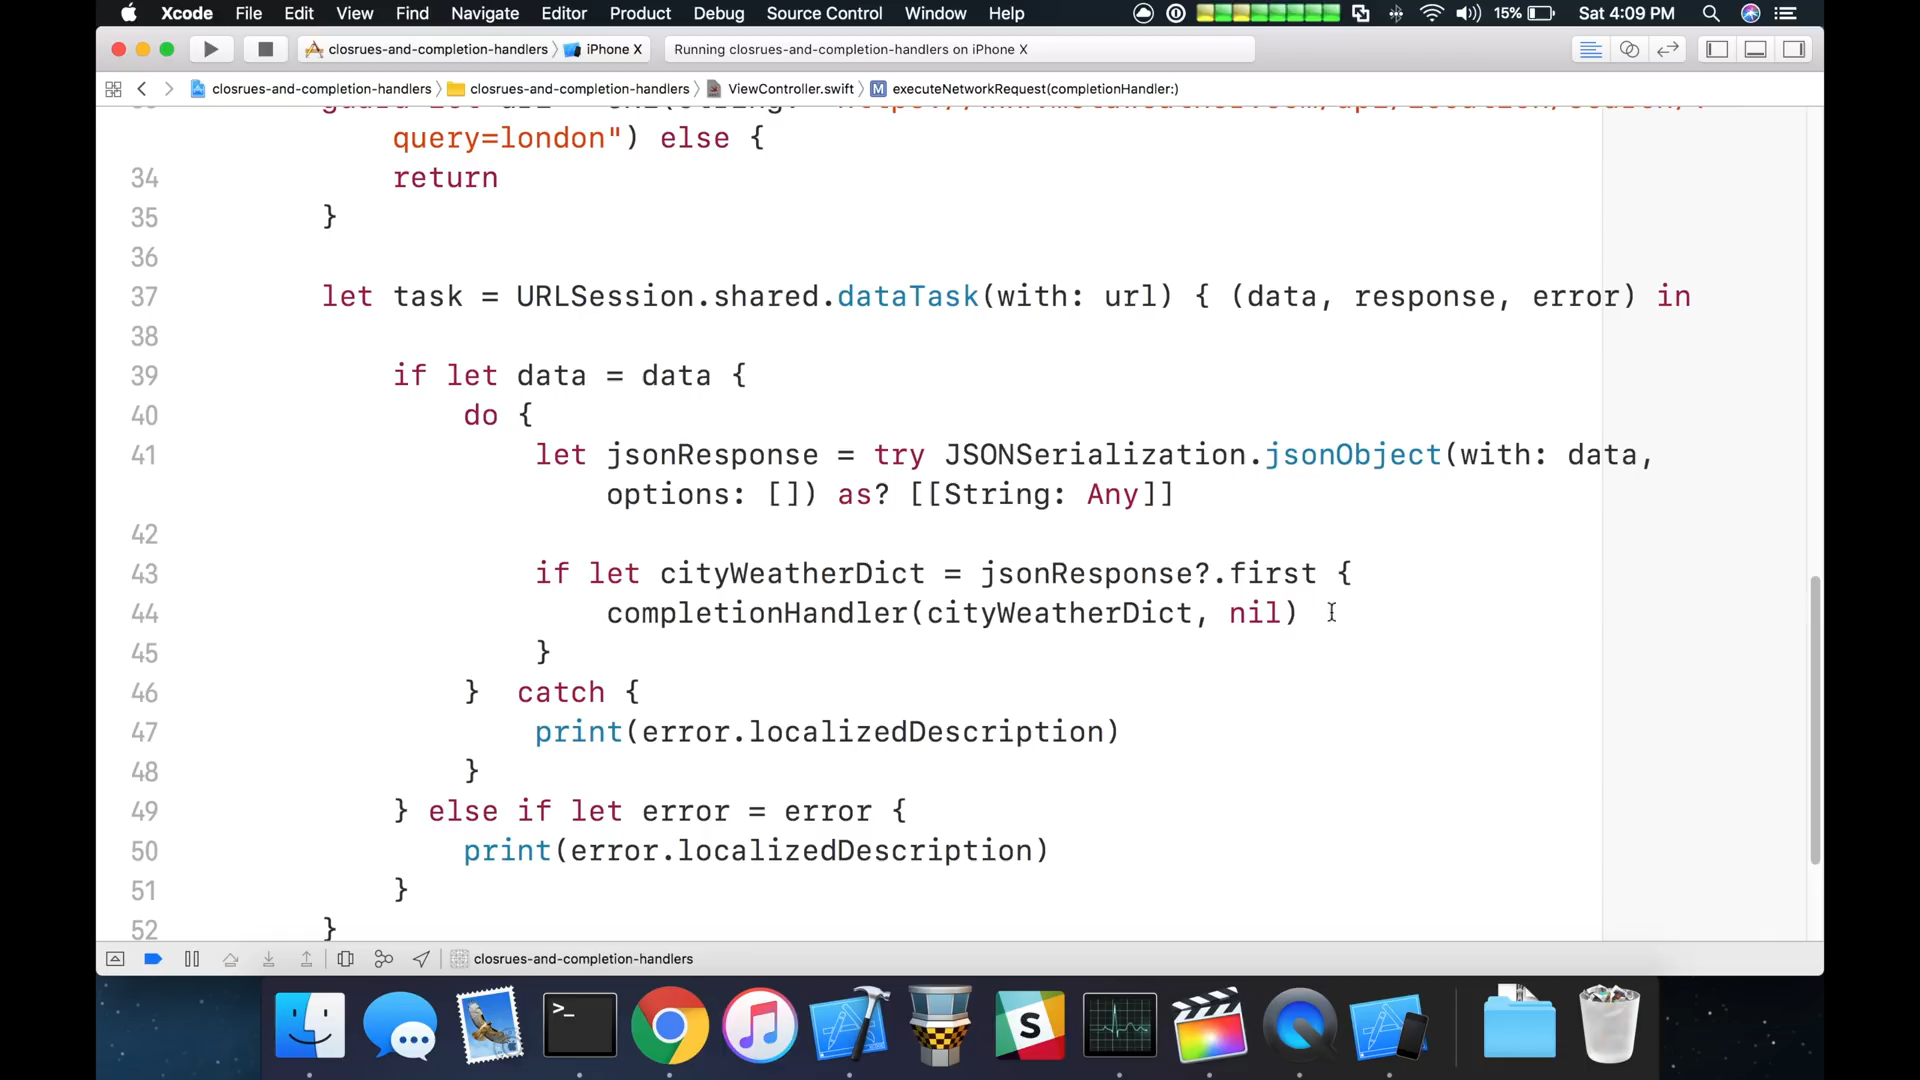 Xcode File Edit View Find Navigate Editor Product Debug Source Control Window Help 15% Sat 4:09 PM
closrues-and-completion-handlers iPhone X Running closrues-and-completion-handlers on iPhone X
closrues-and-completion-handlers closrues-and-completion-handlers ViewController.swift M executeNetworkRequest(completionHandler:)
query=london") else {
34 return
35 }
36
37 let task = URLSession.shared.dataTask(with: url) { (data, response, error) in
38
39 if let data = data {
40 do {
41 let jsonResponse = try JSONSerialization.jsonObject(with: data,
options: []) as? [[String: Any]]
42
43 if let cityWeatherDict = jsonResponse?.first {
44 completionHandler(cityWeatherDict, nil)
45 }
46 } catch {
47 print(error.localizedDescription)
48 }
49 } else if let error = error {
50 print(error.localizedDescription)
51 }
52 }
closrues-and-completion-handlers
>_
S